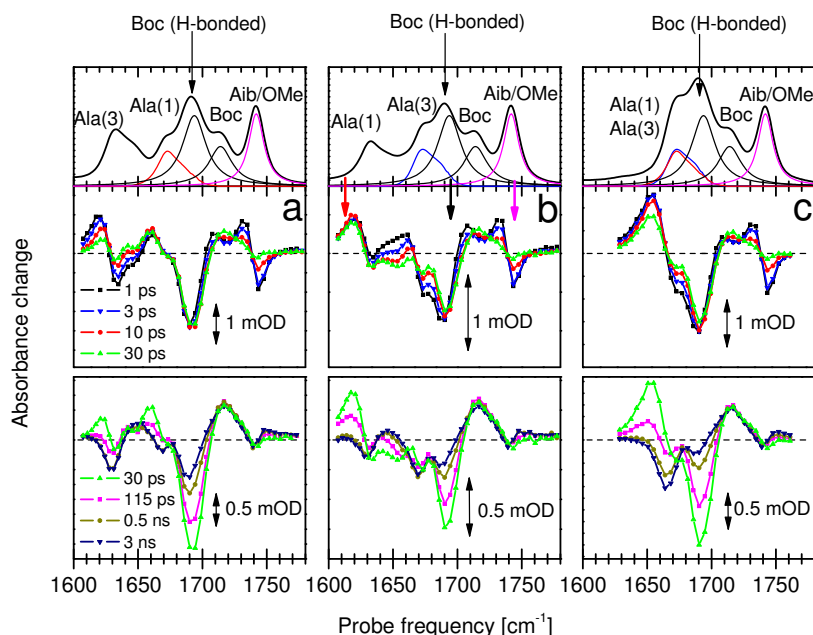 Boc (H-bonded)
Boc (H-bonded)
Boc (H-bonded)
Ala(3)
Ala(1)
Boc
Aib/OMe
Ala(1)
Ala(3)
Boc
Aib/OMe
Ala(1)
Ala(3)
Boc
Aib/OMe
a
b
c
1 ps
3 ps
10 ps
30 ps
1 mOD
1 mOD
1 mOD
30 ps
115 ps
0.5 ns
3 ns
0.5 mOD
0.5 mOD
0.5 mOD
Absorbance change
1600 1650 1700 1750
1600 1650 1700 1750
1600 1650 1700 1750
Probe frequency [cm-1]